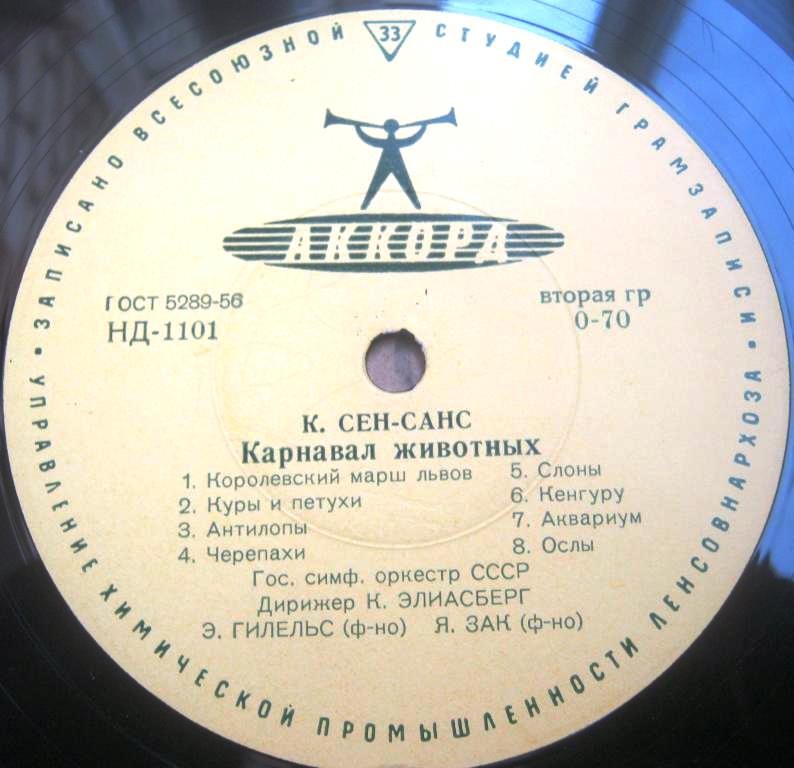 ЗАПИСАНО ВСЕСОЮЗНОЙ 33 СТУДИЕЙ ГРАМЗАПИСИ
АККОРД
ГОСТ 5289-56
НД-1101
вторая гр
0-70
К. СЕН-САНС
Карнавал животных
1. Королевский марш львов
2. Куры и петухи
3. Антилопы
4. Черепахи
5. Слоны
6. Кенгуру
7. Аквариум
8. Ослы
Гос. симф. оркестр СССР
Дирижер К. ЭЛИАСБЕРГ
Э. ГИЛЕЛЬС (ф-но) Я. ЗАК (ф-но)
• УПРАВЛЕНИЕ ХИМИЧЕСКОЙ ПРОМЫШЛЕННОСТИ ЛЕНСОВНАРХОЗА •